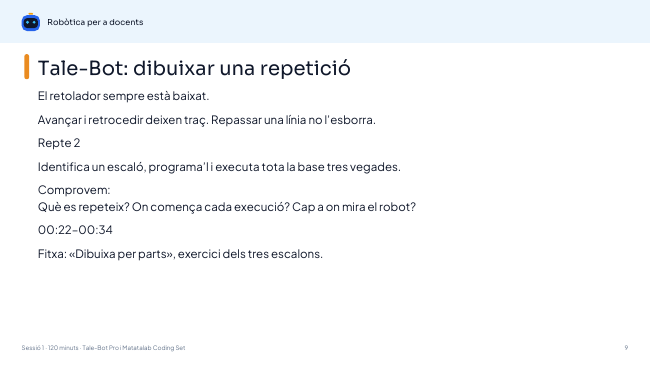 Robòtica per a docents
Tale-Bot: dibuixar una repetició
El retolador sempre està baixat.
Avançar i retrocedir deixen traç. Repassar una línia no l’esborra.
Repte 2
Identifica un escaló, programa’l i executa tota la base tres vegades.
Comprovem:
Què es repeteix? On comença cada execució? Cap a on mira el robot?
00:22–00:34
Fitxa: «Dibuixa per parts», exercici dels tres escalons.
Sessió 1 · 120 minuts · Tale-Bot Pro i Matatalab Coding Set
9